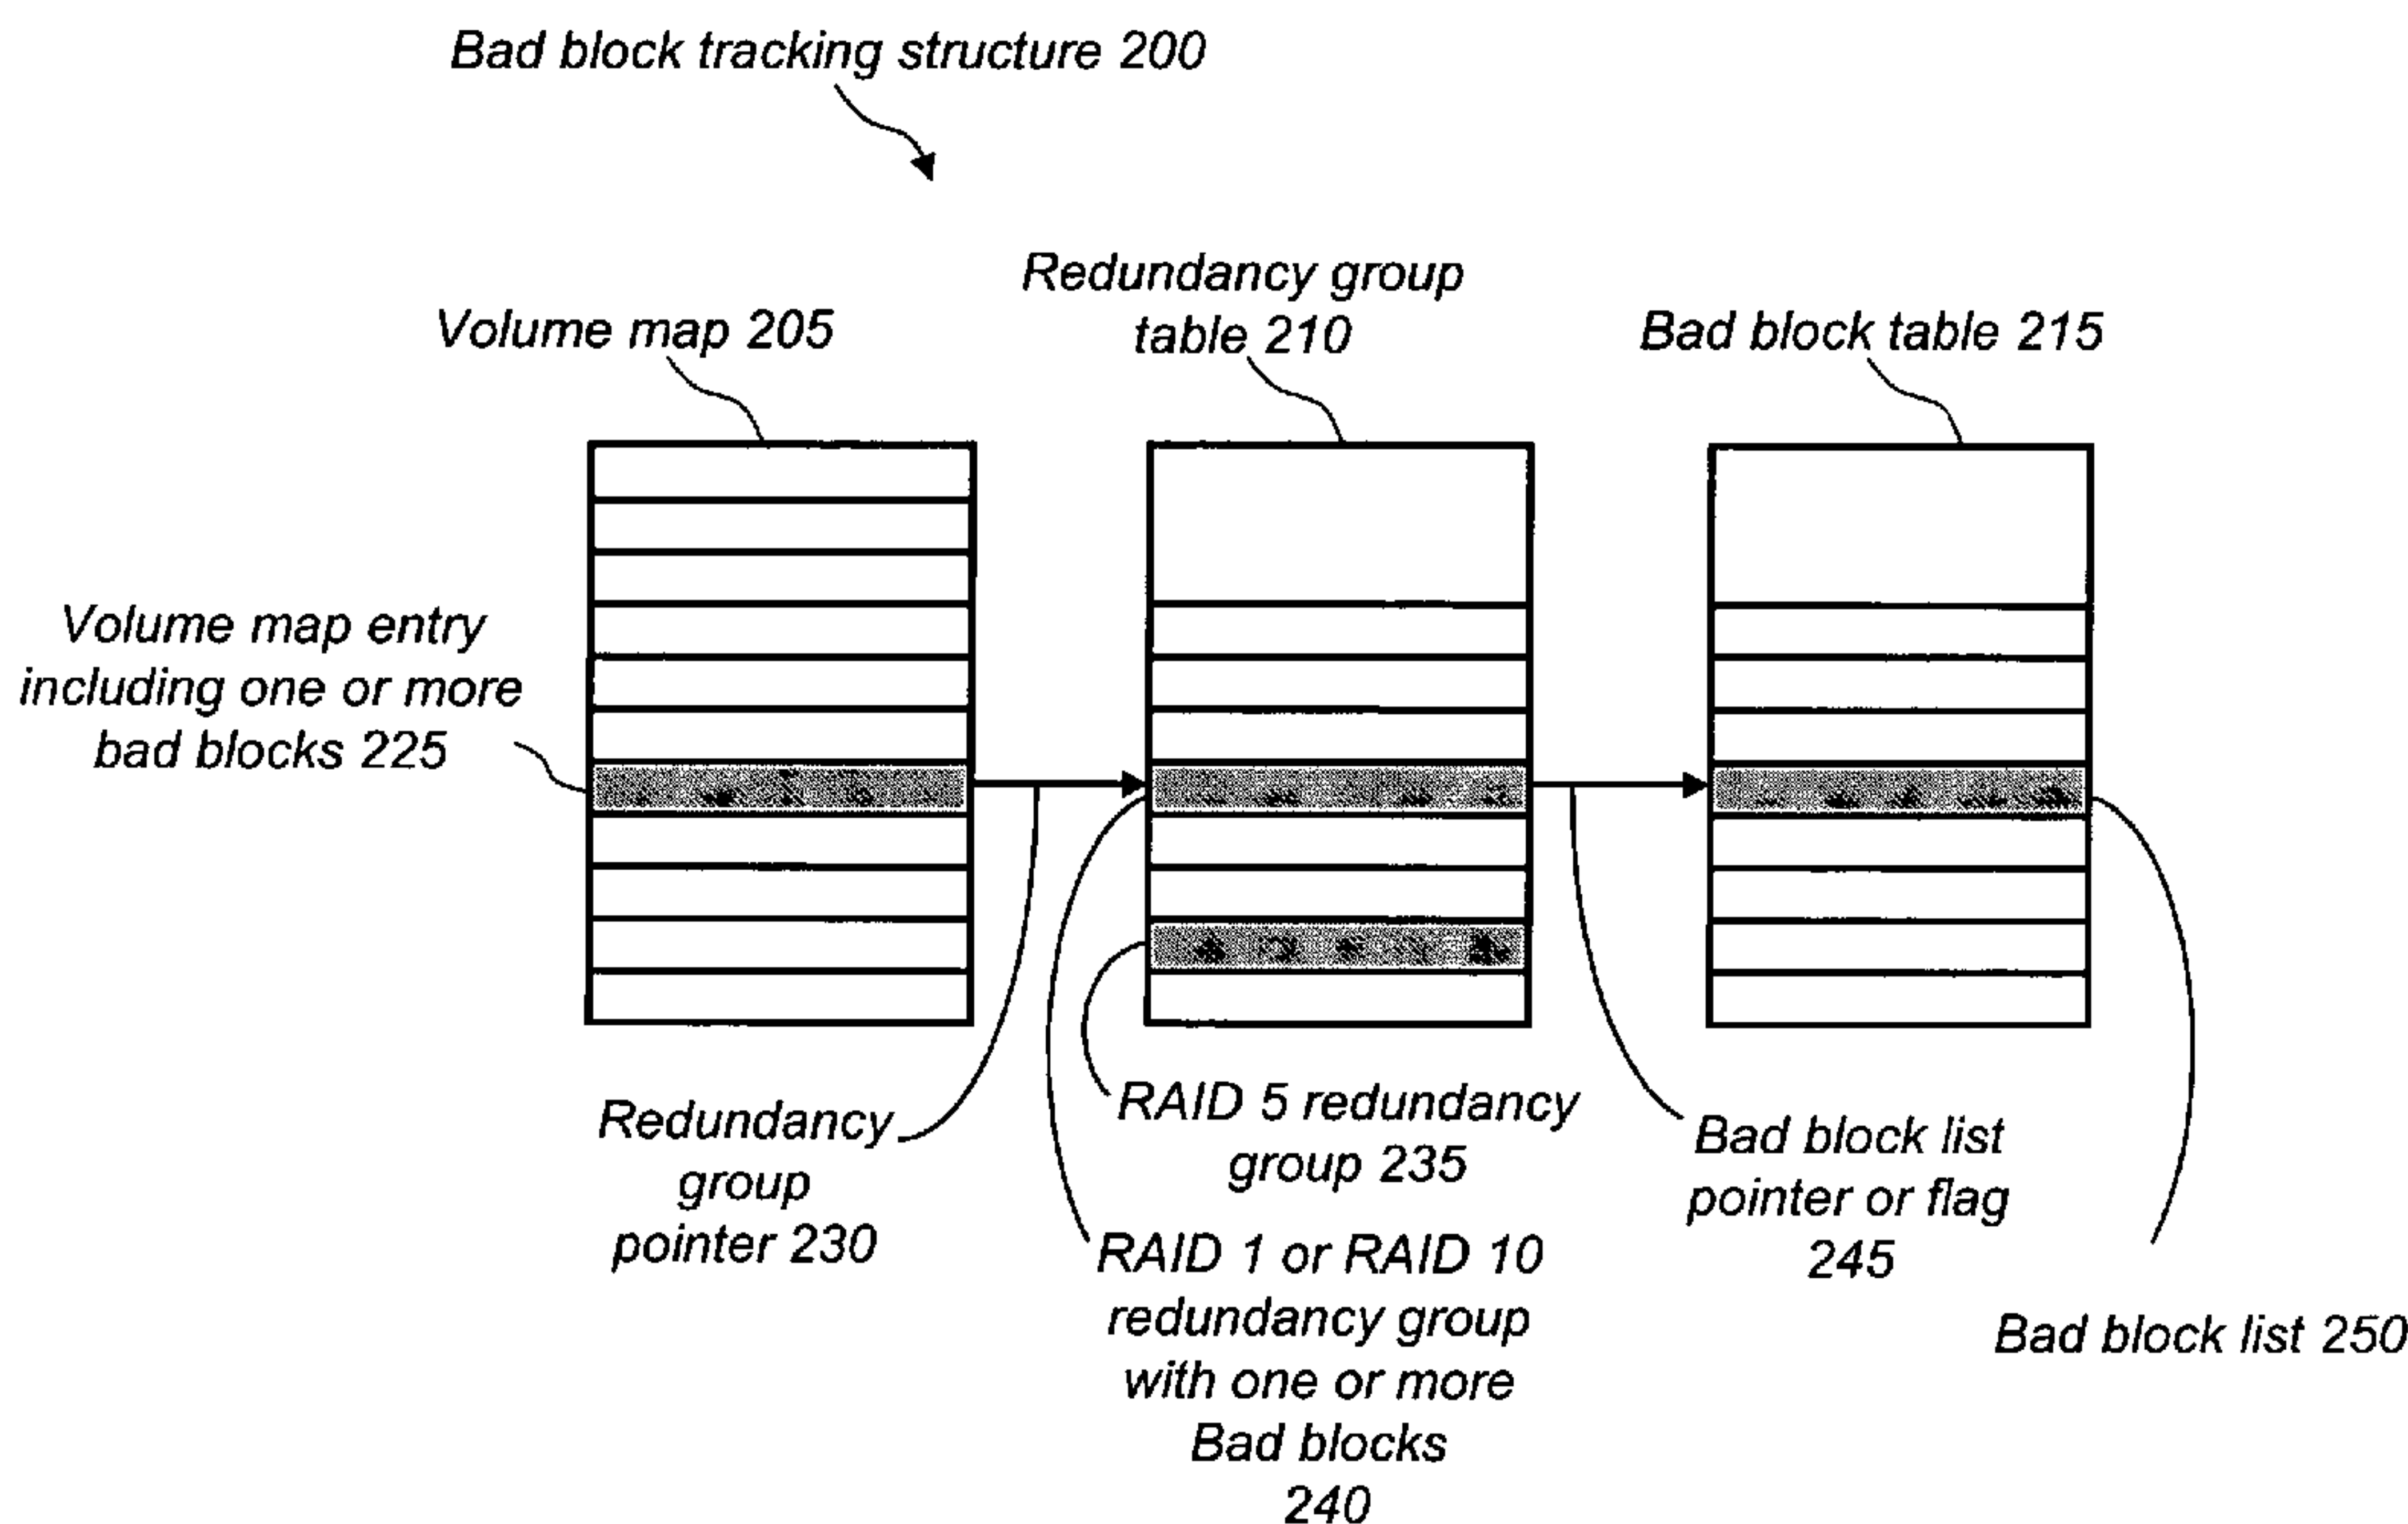 Bad block tracking structure 200
Volume map 205
Redundancy group
table 210
Bad block table 215
Volume map entry
including one or more
bad blocks 225
Redundancy
group
pointer 230
RAID 5 redundancy
group 235
RAID 1 or RAID 10
redundancy group
with one or more
Bad blocks
240
Bad block list
pointer or flag
245
Bad block list 250